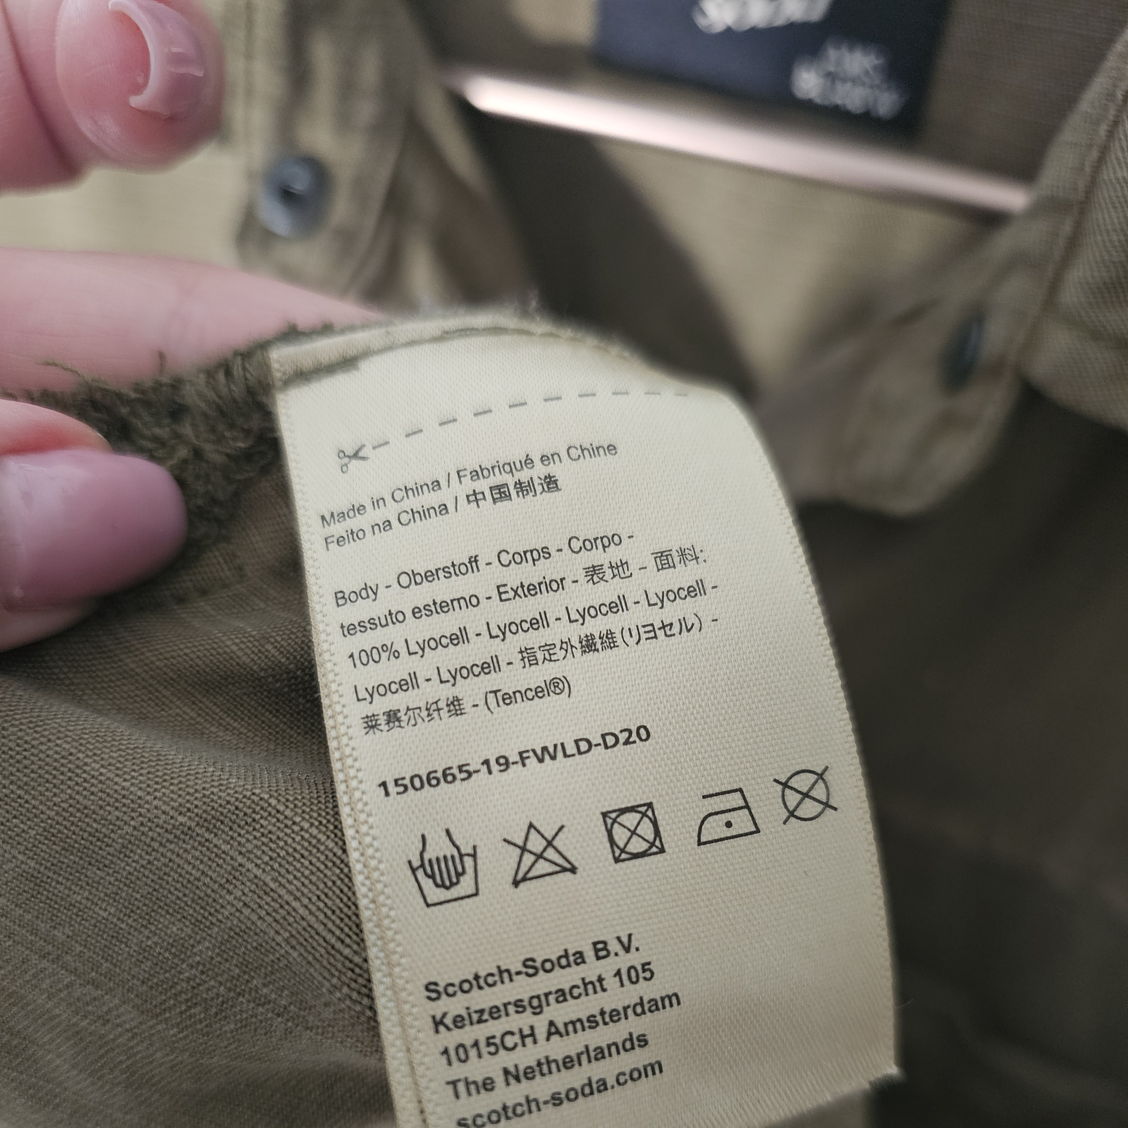 soda
Made in China / Fabriqué en Chine
Feito na China / 中国制造
Body - Oberstoff - Corps - Corpo -
tessuto esterno - Exterior - 表地 - 面料:
100% Lyocell - Lyocell - Lyocell - Lyocell -
Lyocell - Lyocell - 指定外繊維(リヨセル) -
莱赛尔纤维 - (Tencel®)
150665-19-FWLD-D20
Scotch-Soda B.V.
Keizersgracht 105
1015CH Amsterdam
The Netherlands
scotch-soda.com